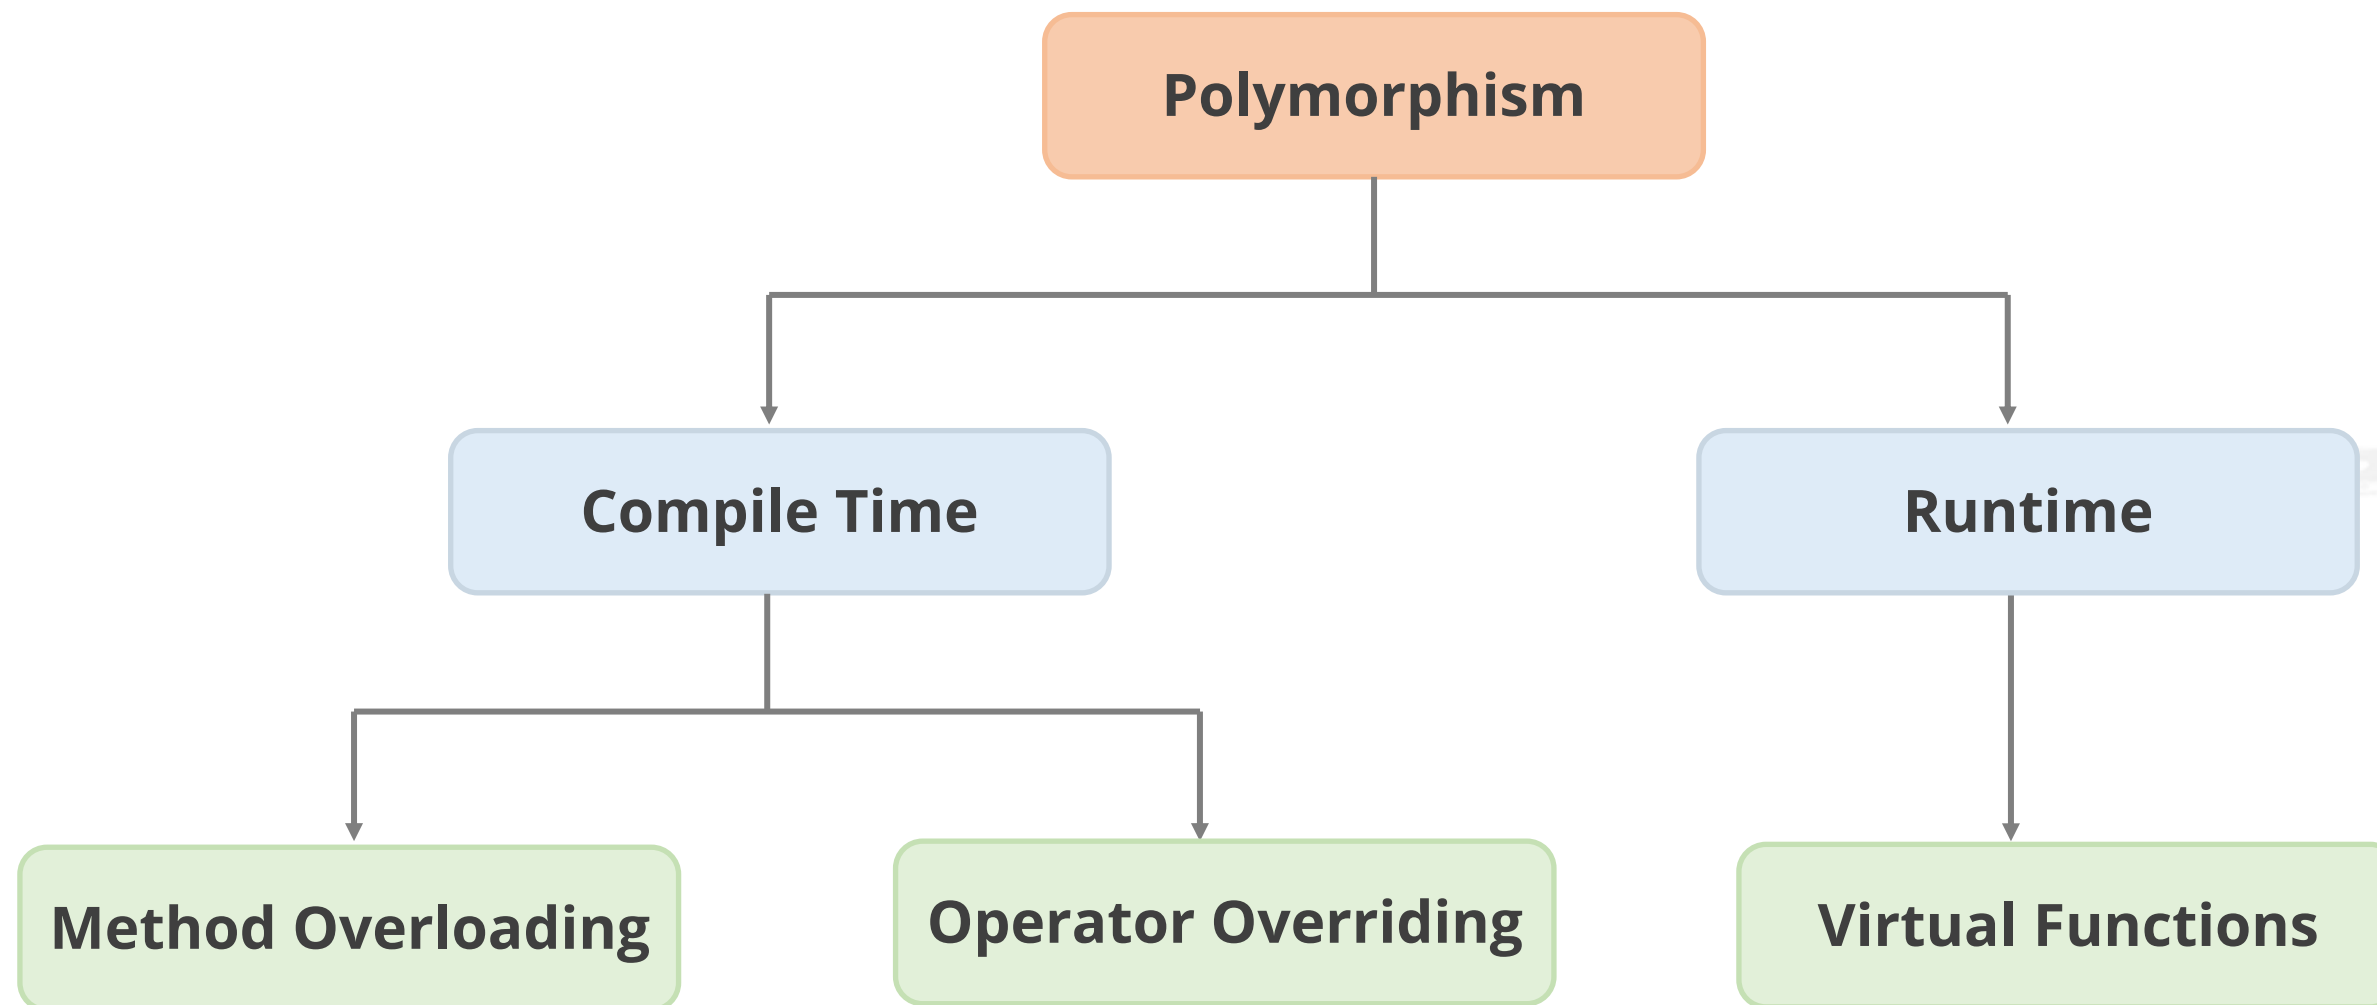 Polymorphism
Compile Time
Runtime
Method Overloading
Operator Overriding
Virtual Functions